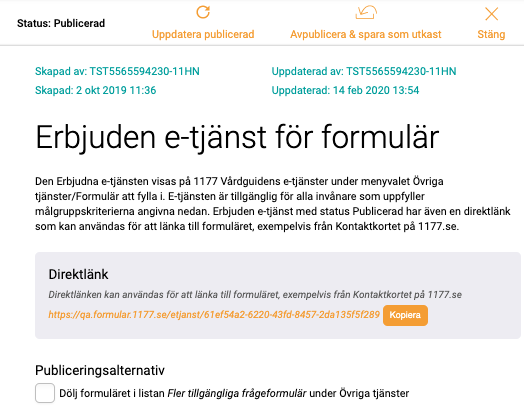 Status: Publicerad
Uppdatera publicerad
Avpublicera & spara som utkast
Stäng
Skapad av: TST5565594230-11HN
Uppdaterad av: TST5565594230-11HN
Skapad: 2 okt 2019 11:36
Uppdaterad: 14 feb 2020 13:54
Erbjuden e-tjänst för formulär
Den Erbjudna e-tjänsten visas på 1177 Vårdguidens e-tjänster under menyvalet Övriga
tjänster/Formulär att fylla i. E-tjänsten är tillgänglig för alla invånare som uppfyller
målgruppskriterierna angivna nedan. Erbjuden e-tjänst med status Publicerad har även en direktlänk
som kan användas för att länka till formuläret, exempelvis från Kontaktkortet på 1177.se.
Direktlänk
Direktlänken kan användas för att länka till formuläret, exempelvis från Kontaktkortet på 1177.se
https://qa.formular.1177.se/etjanst/61ef54a2-6220-43fd-8457-2da135f5f289
Kopiera
Publiceringsalternativ
Dölj formuläret i listan Fler tillgängliga frågeformulär under Övriga tjänster